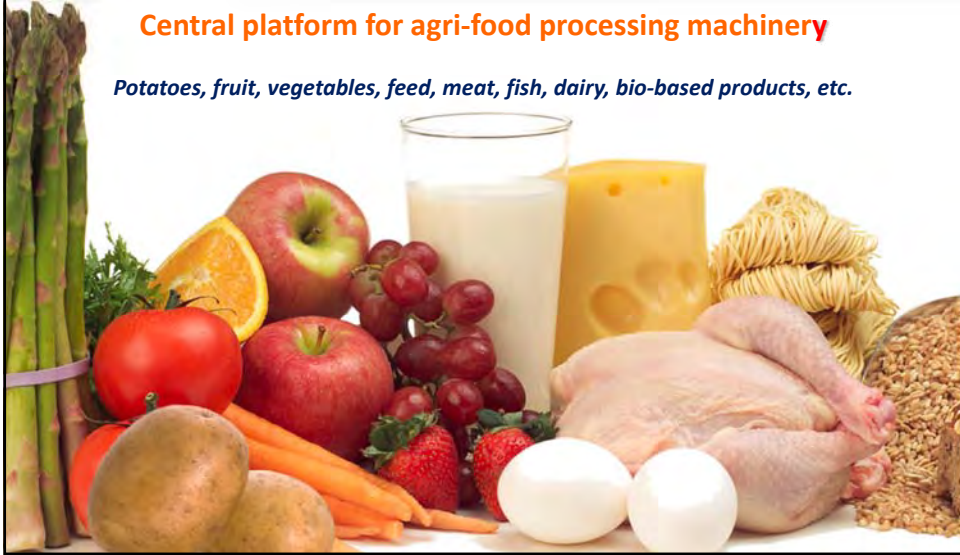 Central platform for agri-food processing machinery
Potatoes, fruit, vegetables, feed, meat, fish, dairy, bio-based products, etc.